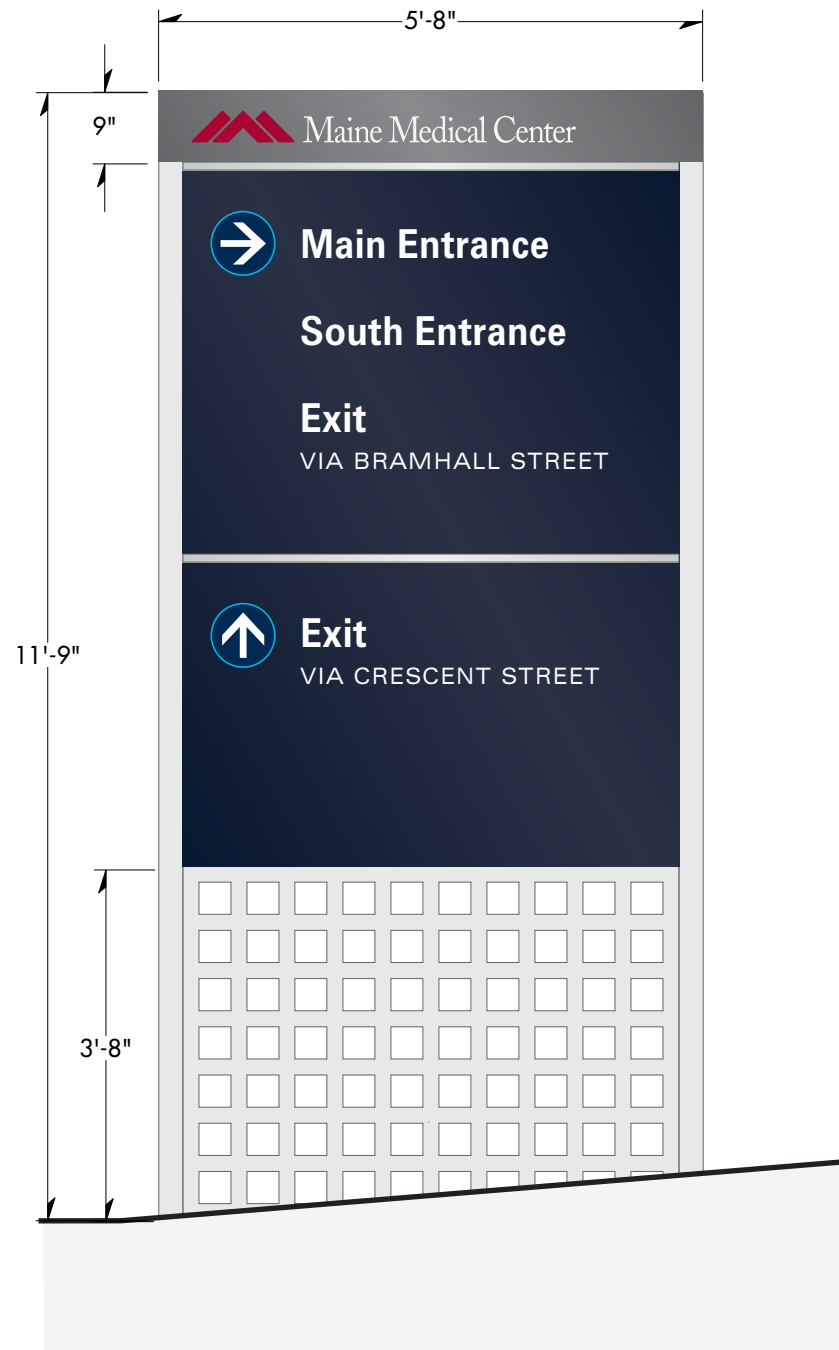 5'-8"
9"
Maine Medical Center
Main Entrance
South Entrance
Exit
VIA BRAMHALL STREET
Exit
VIA CRESCENT STREET
11'-9"
3'-8"